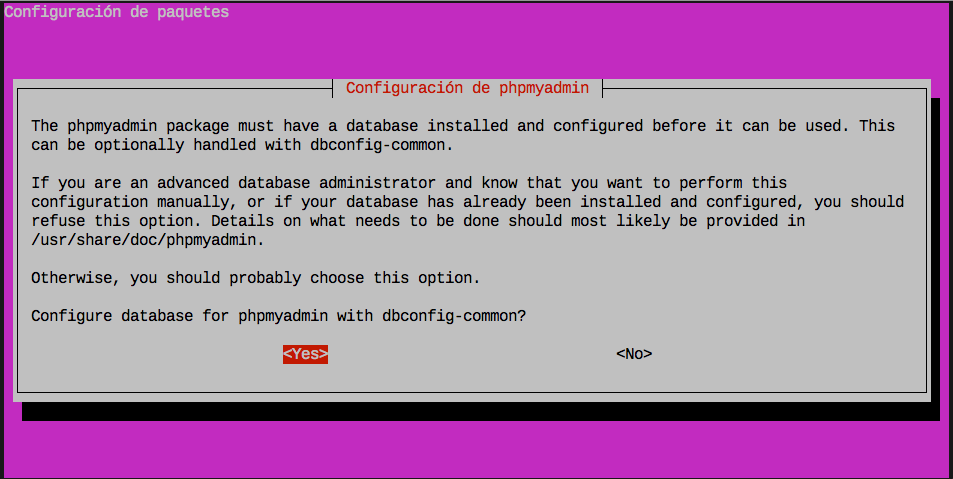 Configuración de paquetes
Configuración de phpmyadmin
The phpmyadmin package must have a database installed and configured before it can be used. This
can be optionally handled with dbconfig-common.
If you are an advanced database administrator and know that you want to perform this
configuration manually, or if your database has already been installed and configured, you should
refuse this option. Details on what needs to be done should most likely be provided in
/usr/share/doc/phpmyadmin.
Otherwise, you should probably choose this option.
Configure database for phpmyadmin with dbconfig-common?
<Yes> <No>